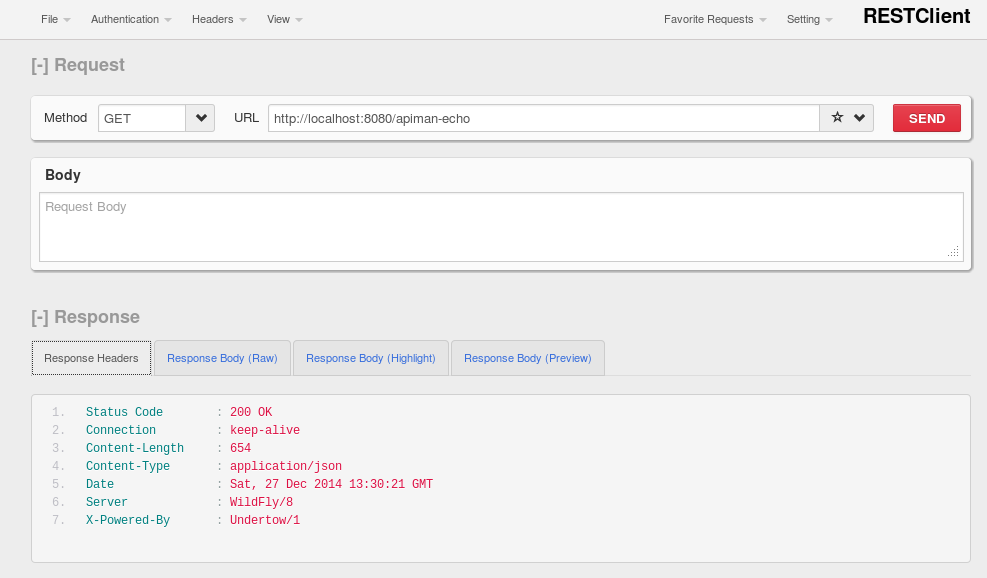 File Authentication Headers View Favorite Requests Setting RESTClient
[-] Request
Method GET URL http://localhost:8080/apiman-echo SEND
Body
Request Body
[-] Response
Response Headers Response Body (Raw) Response Body (Highlight) Response Body (Preview)
1. Status Code : 200 OK
2. Connection : keep-alive
3. Content-Length : 654
4. Content-Type : application/json
5. Date : Sat, 27 Dec 2014 13:30:21 GMT
6. Server : WildFly/8
7. X-Powered-By : Undertow/1